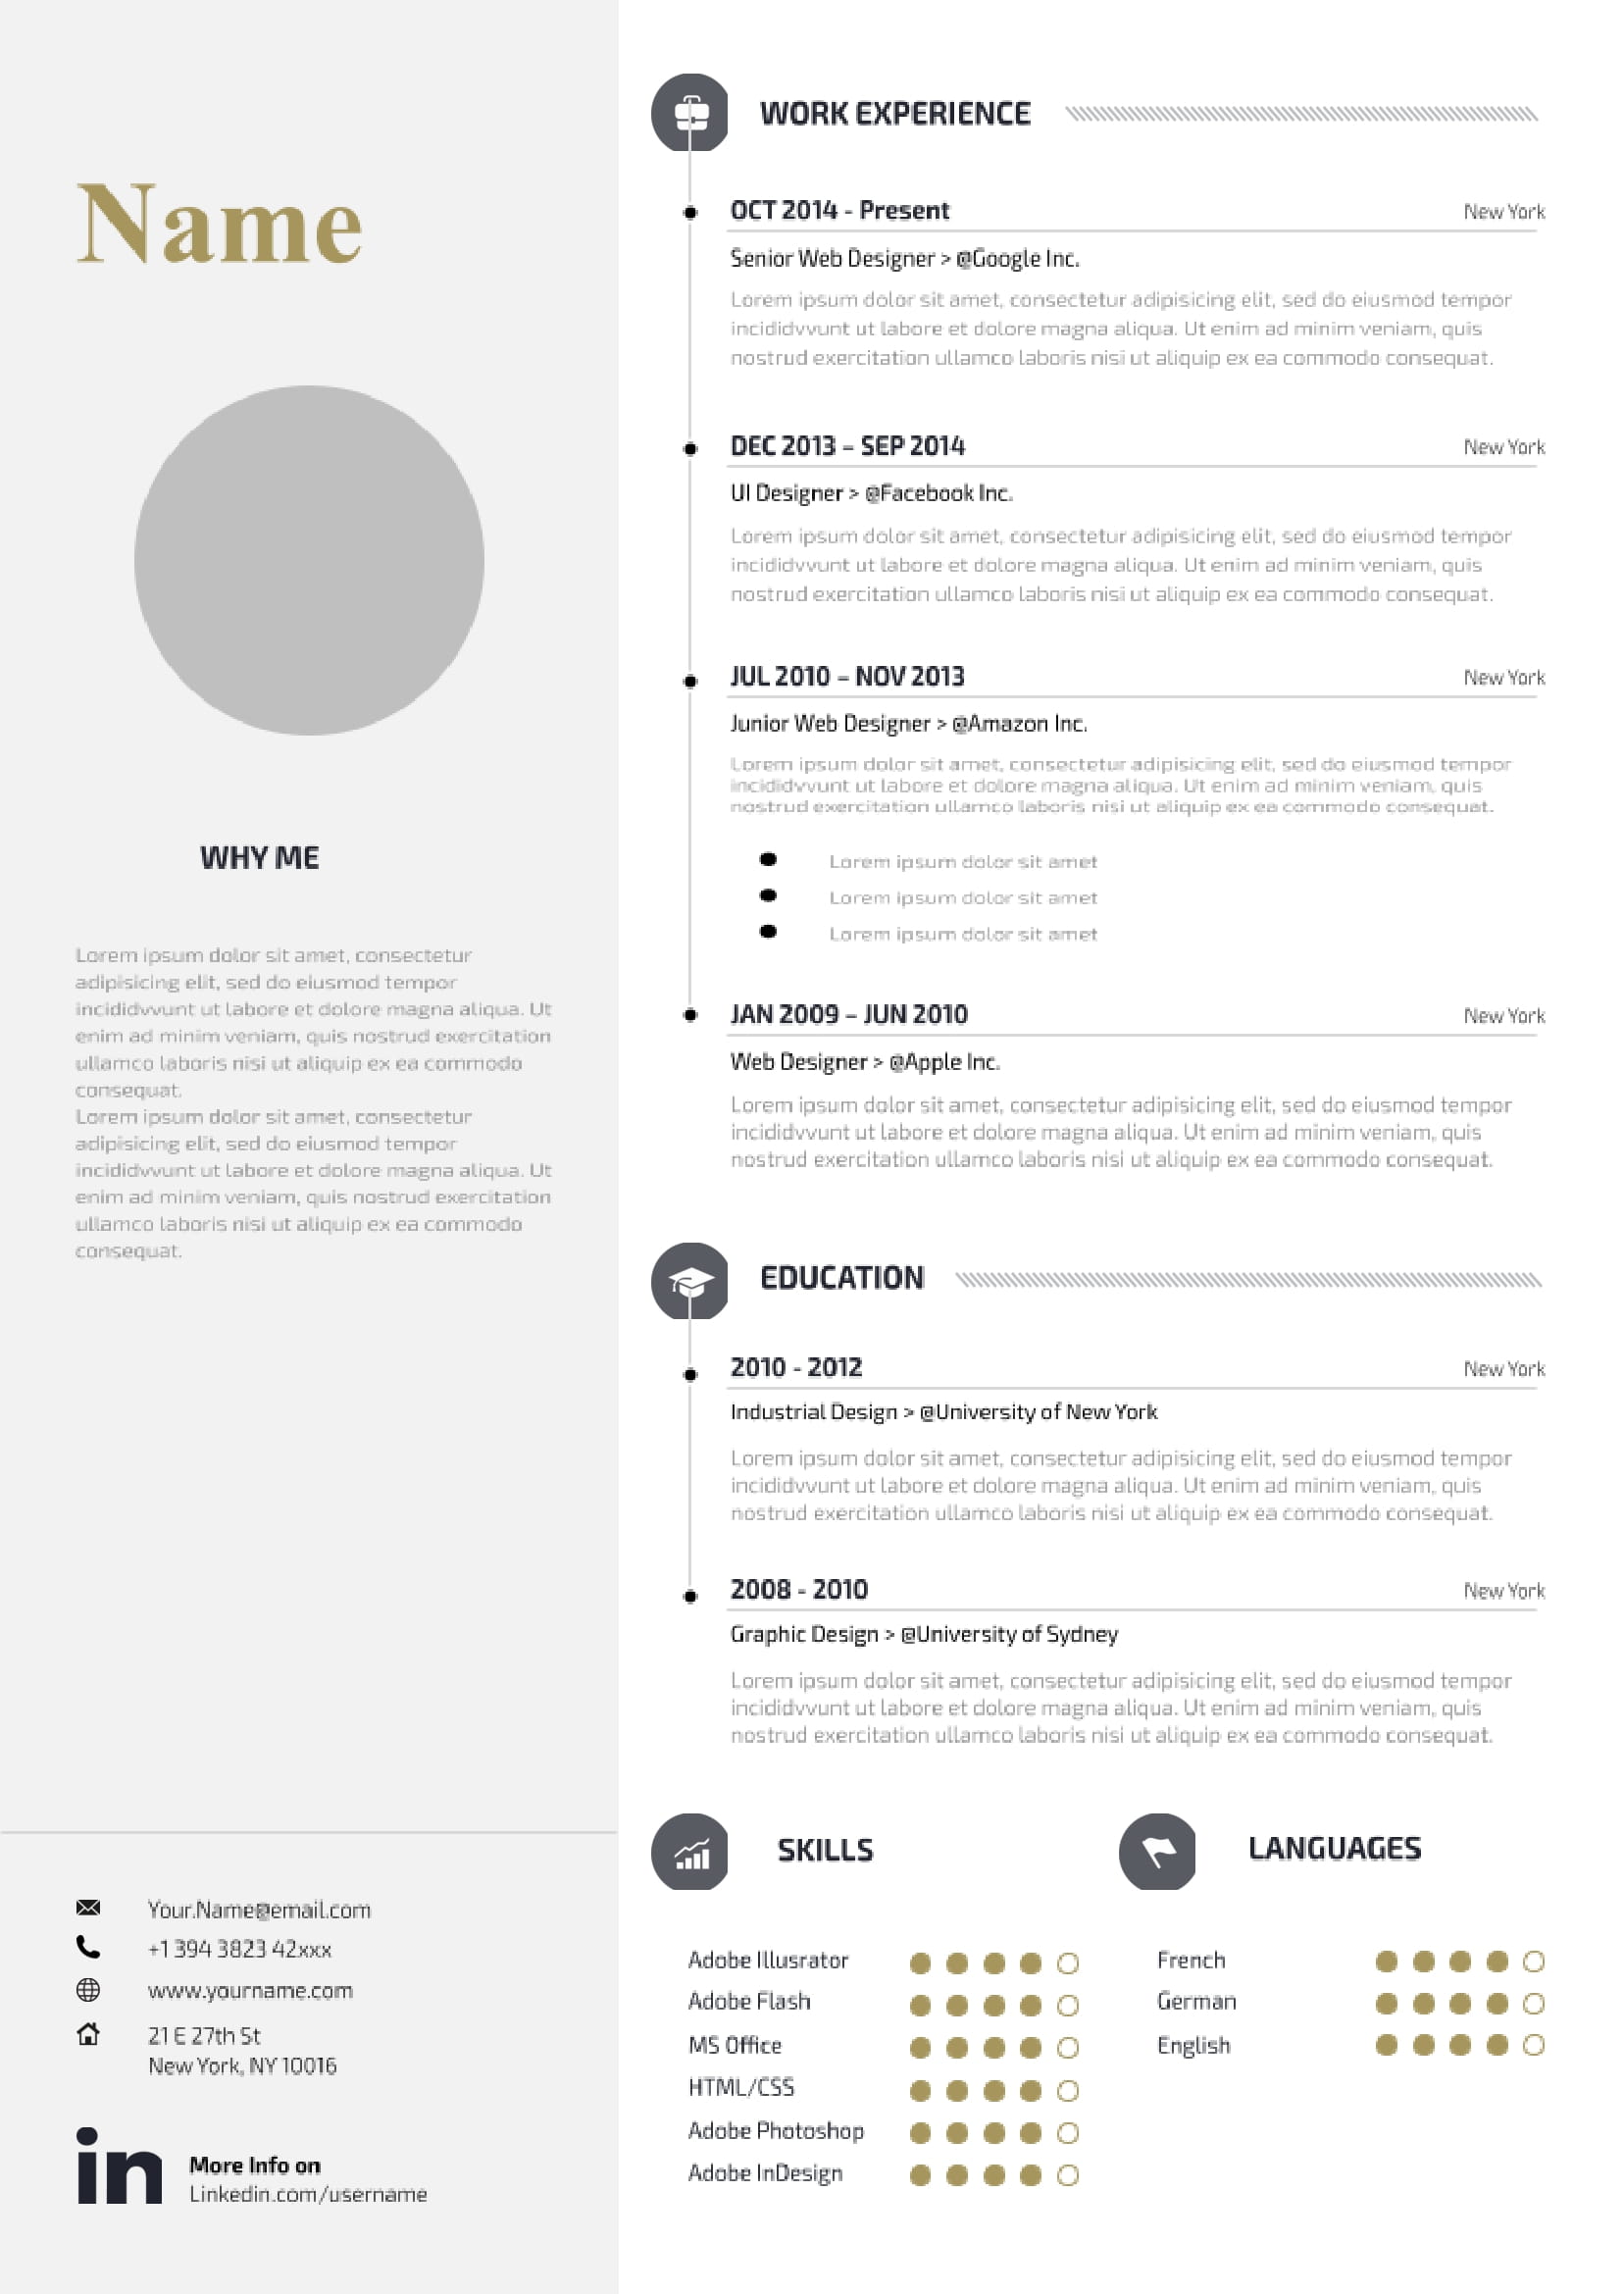 Name
WHY ME
Lorem ipsum dolor sit amet, consectetur
adipisicing elit, sed do eiusmod tempor
incididvvunt ut labore et dolore magna aliqua. Ut
enim ad minim veniam, quis nostrud exercitation
ullamco laboris nisi ut aliquip ex ea commodo
consequat.
Lorem ipsum dolor sit amet, consectetur
adipisicing elit, sed do eiusmod tempor
incididvvunt ut labore et dolore magna aliqua. Ut
enim ad minim veniam, quis nostrud exercitation
ullamco laboris nisi ut aliquip ex ea commodo
consequat.
Your.Name@email.com
+1 394 3823 42xxx
www.yourname.com
21 E 27th St
New York, NY 10016
in
More Info on
Linkedin.com/username
WORK EXPERIENCE
OCT 2014 - Present New York
Senior Web Designer > @Google Inc.
Lorem ipsum dolor sit amet, consectetur adipisicing elit, sed do eiusmod tempor
incididvvunt ut labore et dolore magna aliqua. Ut enim ad minim veniam, quis
nostrud exercitation ullamco laboris nisi ut aliquip ex ea commodo consequat.
DEC 2013 – SEP 2014 New York
UI Designer > @Facebook Inc.
Lorem ipsum dolor sit amet, consectetur adipisicing elit, sed do eiusmod tempor
incididvvunt ut labore et dolore magna aliqua. Ut enim ad minim veniam, quis
nostrud exercitation ullamco laboris nisi ut aliquip ex ea commodo consequat.
JUL 2010 – NOV 2013 New York
Junior Web Designer > @Amazon Inc.
Lorem ipsum dolor sit amet, consectetur adipisicing elit, sed do eiusmod tempor
incididvvunt ut labore et dolore magna aliqua. Ut enim ad minim veniam, quis
nostrud exercitation ullamco laboris nisi ut aliquip ex ea commodo consequat.
Lorem ipsum dolor sit amet
Lorem ipsum dolor sit amet
Lorem ipsum dolor sit amet
JAN 2009 – JUN 2010 New York
Web Designer > @Apple Inc.
Lorem ipsum dolor sit amet, consectetur adipisicing elit, sed do eiusmod tempor
incididvvunt ut labore et dolore magna aliqua. Ut enim ad minim veniam, quis
nostrud exercitation ullamco laboris nisi ut aliquip ex ea commodo consequat.
EDUCATION
2010 - 2012 New York
Industrial Design > @University of New York
Lorem ipsum dolor sit amet, consectetur adipisicing elit, sed do eiusmod tempor
incididvvunt ut labore et dolore magna aliqua. Ut enim ad minim veniam, quis
nostrud exercitation ullamco laboris nisi ut aliquip ex ea commodo consequat.
2008 - 2010 New York
Graphic Design > @University of Sydney
Lorem ipsum dolor sit amet, consectetur adipisicing elit, sed do eiusmod tempor
incididvvunt ut labore et dolore magna aliqua. Ut enim ad minim veniam, quis
nostrud exercitation ullamco laboris nisi ut aliquip ex ea commodo consequat.
SKILLS
Adobe Illusrator
Adobe Flash
MS Office
HTML/CSS
Adobe Photoshop
Adobe InDesign
LANGUAGES
French
German
English